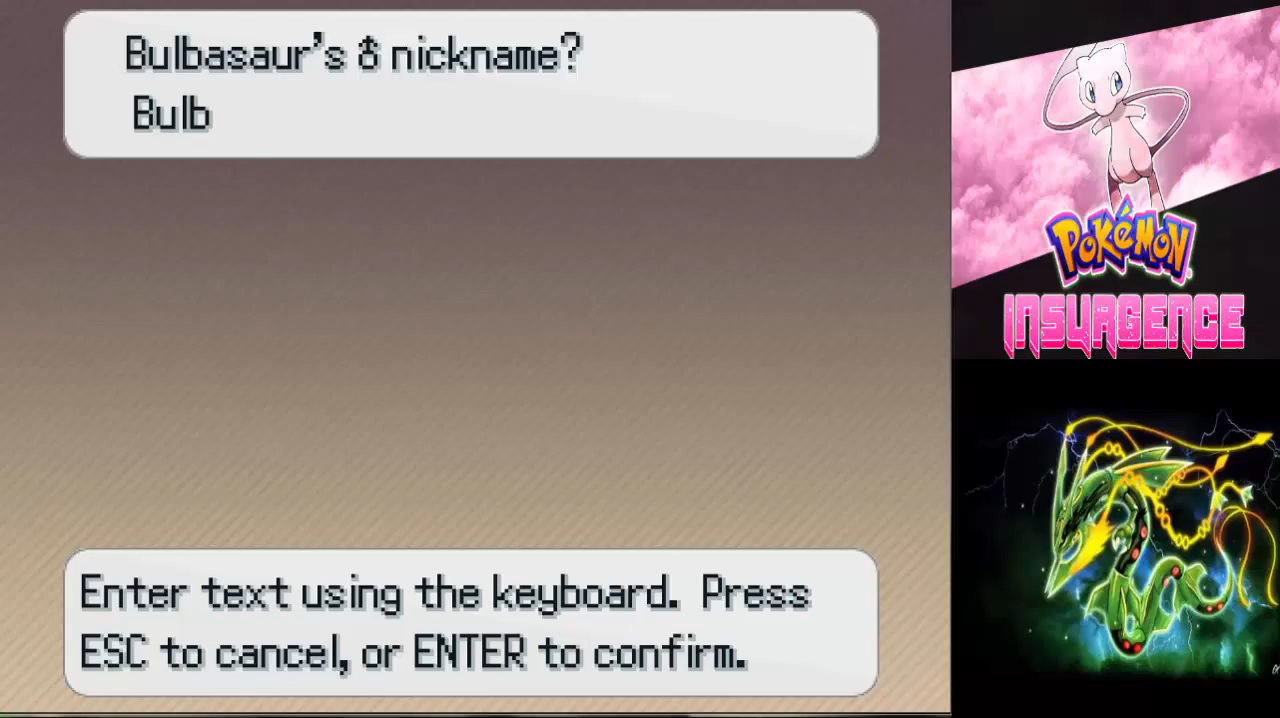 Bulbasaur's ♂ nickname?
Bulb
Enter text using the keyboard. Press
ESC to cancel, or ENTER to confirm.
POKéMON
INSURGENCE